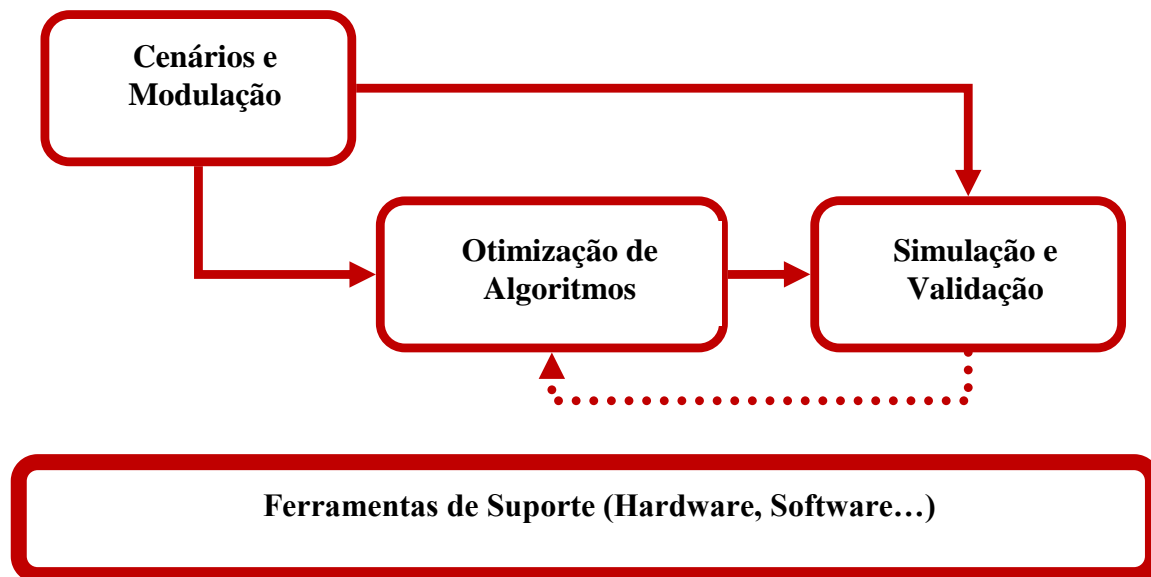 Cenários e
Modulação
Otimização de
Algoritmos
Simulação e
Validação
Ferramentas de Suporte (Hardware, Software…)